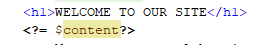 <h1>WELCOME TO OUR SITE</h1>
<?= $content?>